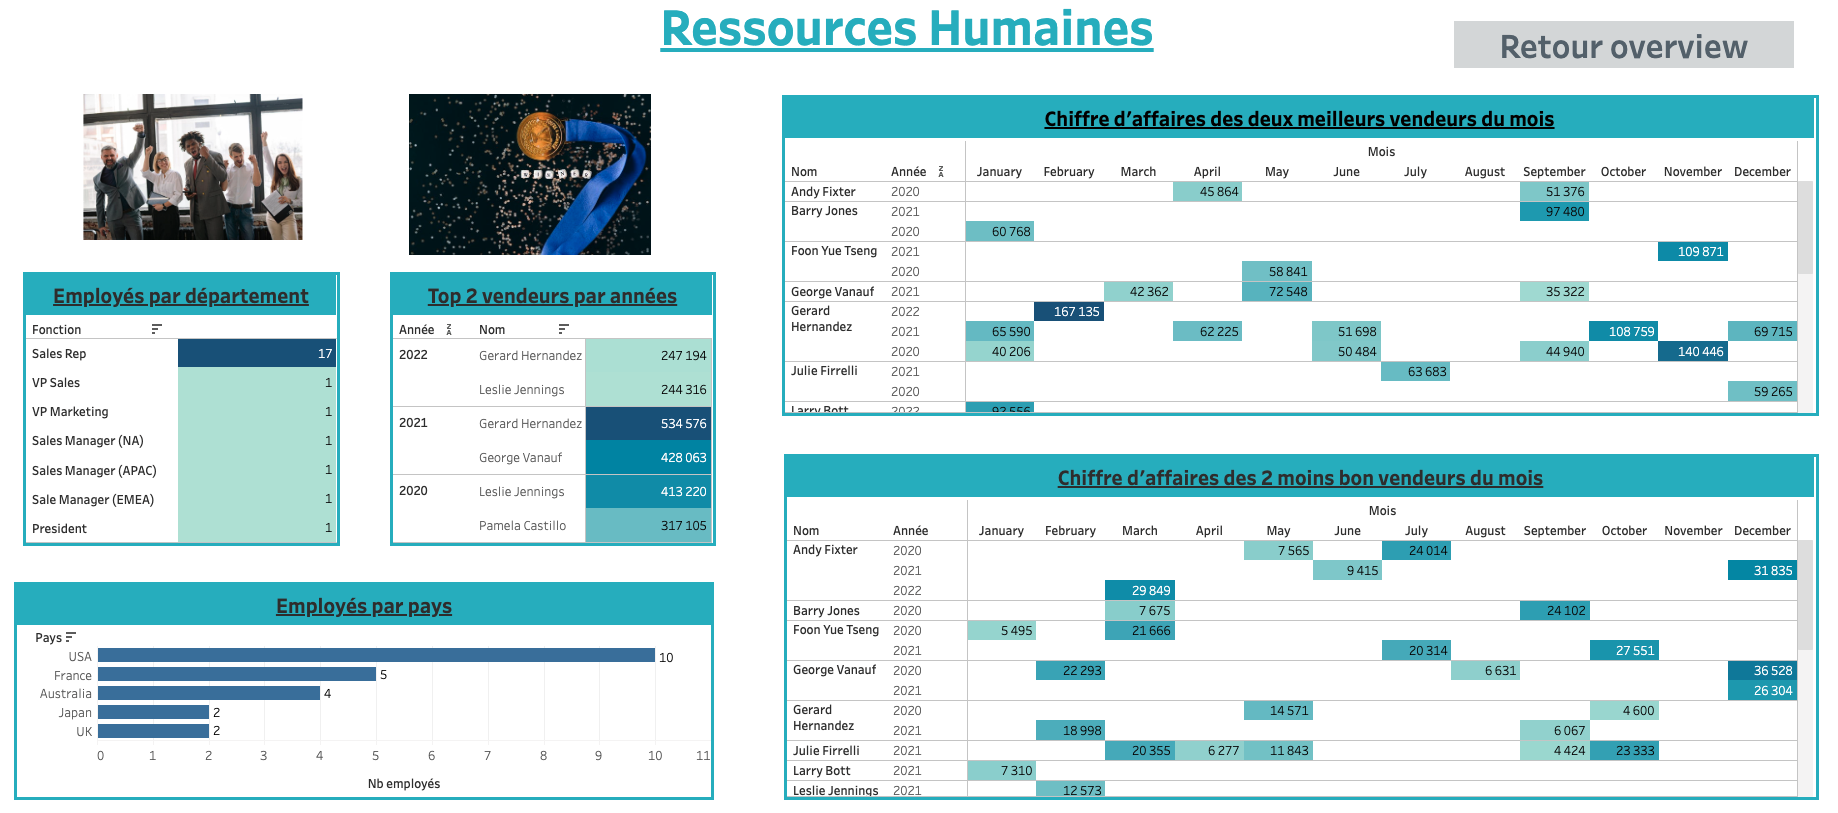 Ressources Humaines
Retour overview
Employés par département
Fonction
Sales Rep 17
VP Sales 1
VP Marketing 1
Sales Manager (NA) 1
Sales Manager (APAC) 1
Sale Manager (EMEA) 1
President 1
Top 2 vendeurs par années
Année Nom
2022 Gerard Hernandez 247 194
Leslie Jennings 244 316
2021 Gerard Hernandez 534 576
George Vanauf 428 063
2020 Leslie Jennings 413 220
Pamela Castillo 317 105
Employés par pays
Pays
USA 10
France 5
Australia 4
Japan 2
UK 2
0 1 2 3 4 5 6 7 8 9 10 11
Nb employés
Chiffre d'affaires des deux meilleurs vendeurs du mois
Mois
Nom Année January February March April May June July August September October November December
Andy Fixter 2020 45 864 51 376
Barry Jones 2021 97 480
2020 60 768
Foon Yue Tseng 2021 109 871
2020 58 841
George Vanauf 2021 42 362 72 548 35 322
Gerard Hernandez 2022 167 135
2021 65 590 62 225 51 698 108 759 69 715
2020 40 206 50 484 44 940 140 446
Julie Firrelli 2021 63 683
2020 59 265
Larry Bott 2022 92 556
Chiffre d'affaires des 2 moins bon vendeurs du mois
Mois
Nom Année January February March April May June July August September October November December
Andy Fixter 2020 7 565 24 014
2021 9 415 31 835
2022 29 849
Barry Jones 2020 7 675 24 102
Foon Yue Tseng 2020 5 495 21 666
2021 20 314 27 551
George Vanauf 2020 22 293 6 631 36 528
2021 26 304
Gerard Hernandez 2020 14 571 4 600
2021 18 998 6 067
Julie Firrelli 2021 20 355 6 277 11 843 4 424 23 333
Larry Bott 2021 7 310
Leslie Jennings 2021 12 573